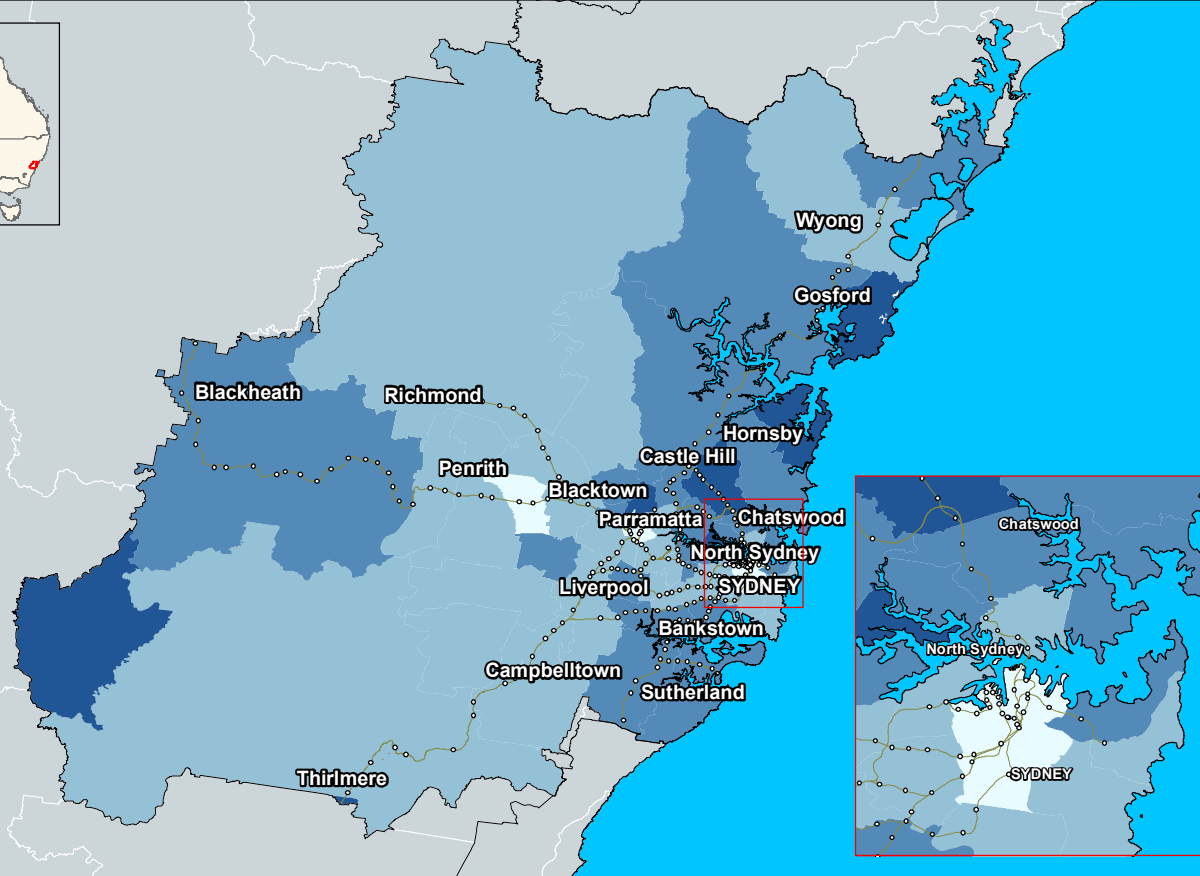 Wyong
Gosford
Blackheath
Richmond
Hornsby
Castle Hill
Penrith
Blacktown
Parramatta
Chatswood
North Sydney
Liverpool
SYDNEY
Bankstown
Campbelltown
Sutherland
Thirlmere
Chatswood
North Sydney
SYDNEY